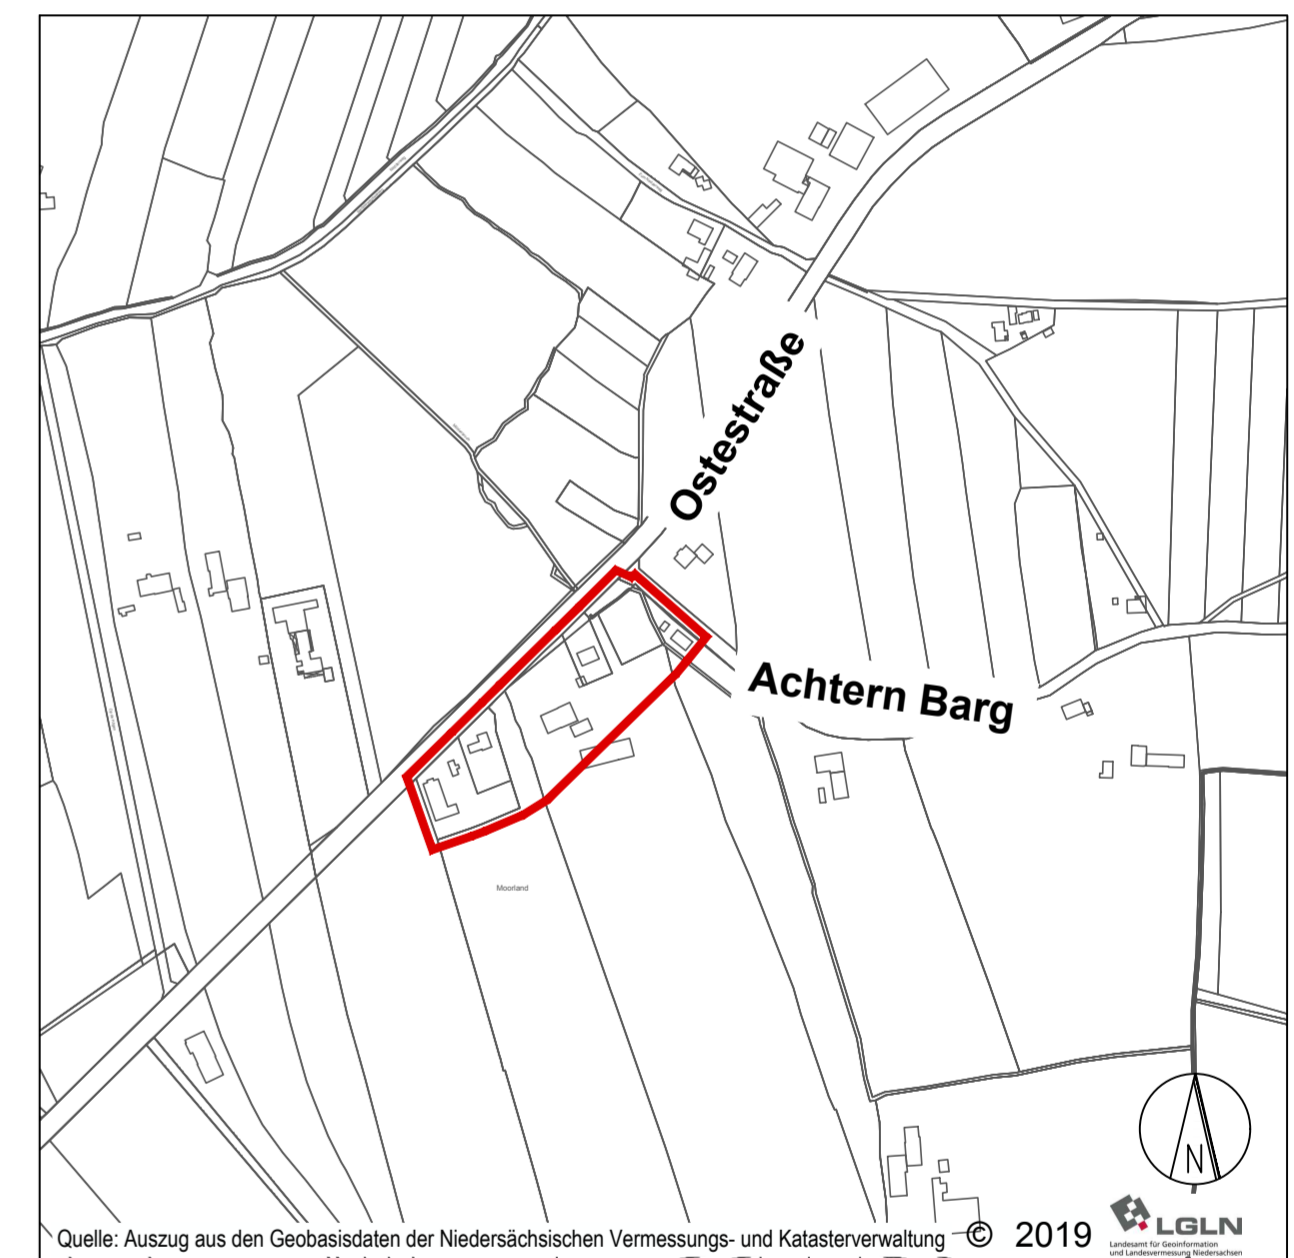 Ostestraße
Achtern Barg
Moorland
N
Quelle: Auszug aus den Geobasisdaten der Niedersächsischen Vermessungs- und Katasterverwaltung
© 2019
LGLN
Landesamt für Geoinformation
und Landesvermessung Niedersachsen